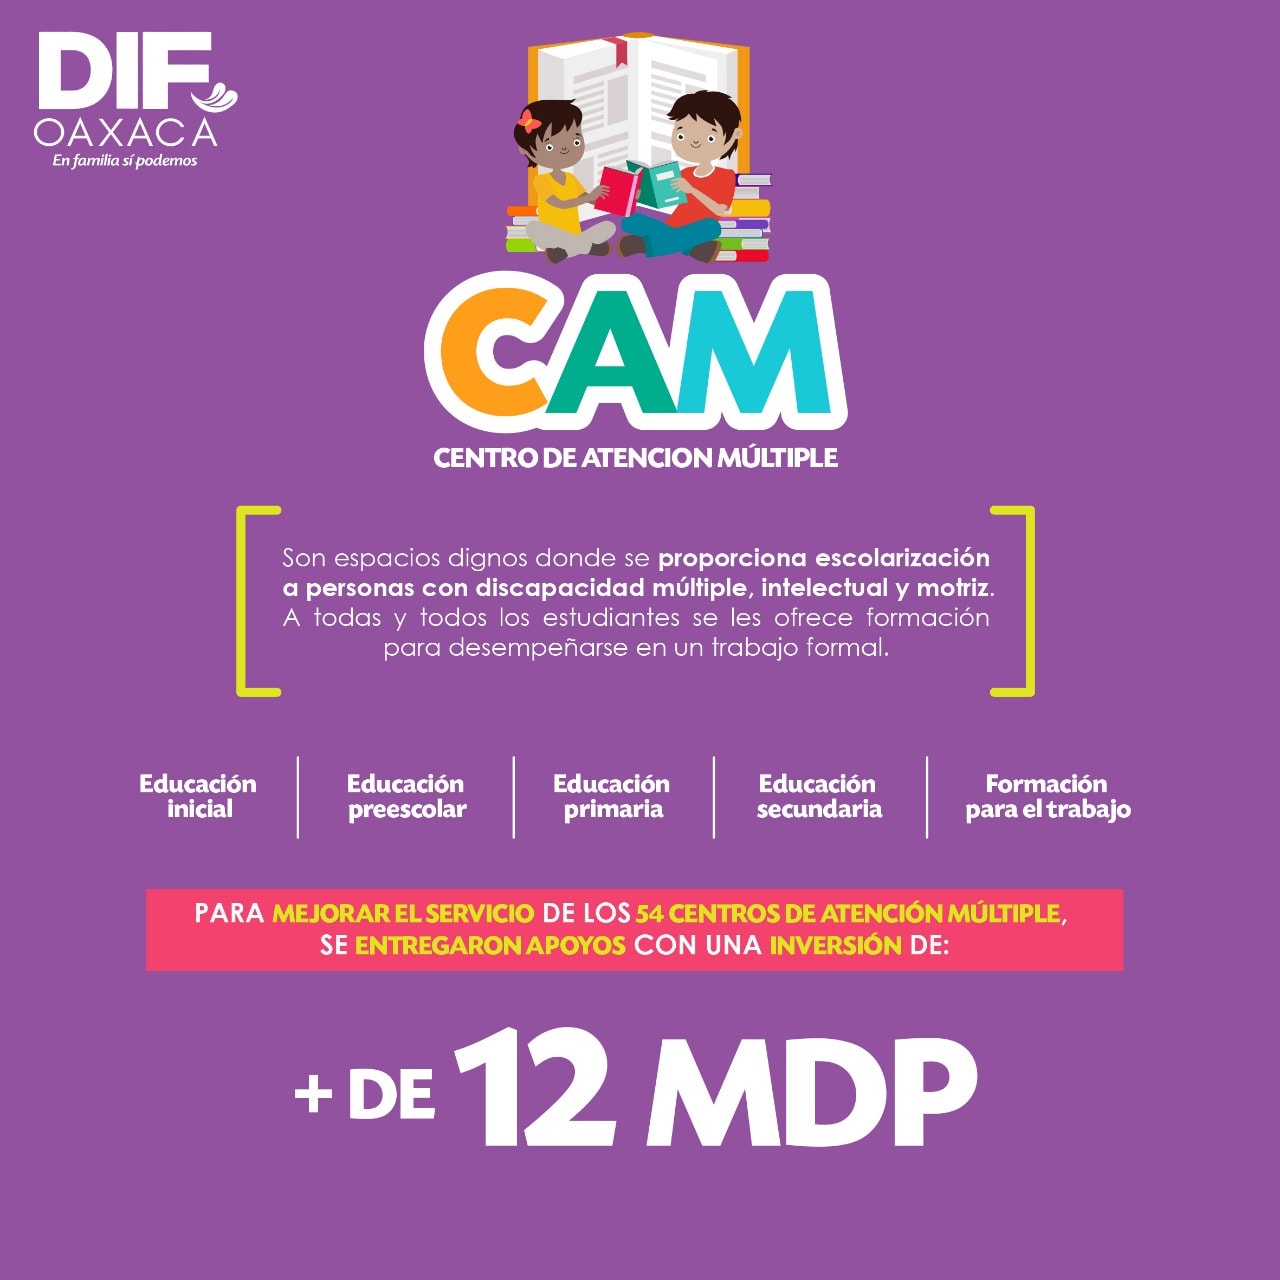 DIF
OAXACA
En familia sí podemos
CAM
CENTRO DE ATENCION MÚLTIPLE
Son espacios dignos donde se proporciona escolarización
a personas con discapacidad múltiple, intelectual y motriz.
A todas y todos los estudiantes se les ofrece formación
para desempeñarse en un trabajo formal.
Educación
inicial
Educación
preescolar
Educación
primaria
Educación
secundaria
Formación
para el trabajo
PARA MEJORAR EL SERVICIO DE LOS 54 CENTROS DE ATENCIÓN MÚLTIPLE,
SE ENTREGARON APOYOS CON UNA INVERSIÓN DE:
+ DE 12 MDP